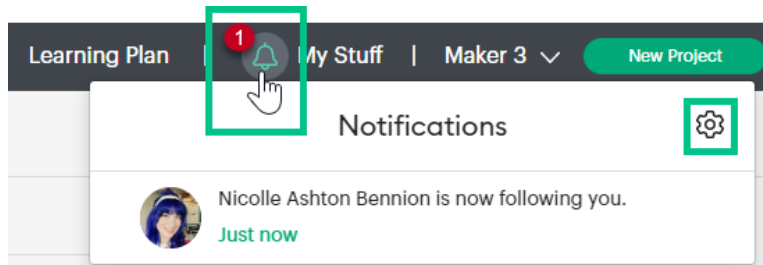 1
Learning Plan | My Stuff | Maker 3 New Project
Notifications
Nicolle Ashton Bennion is now following you.
Just now